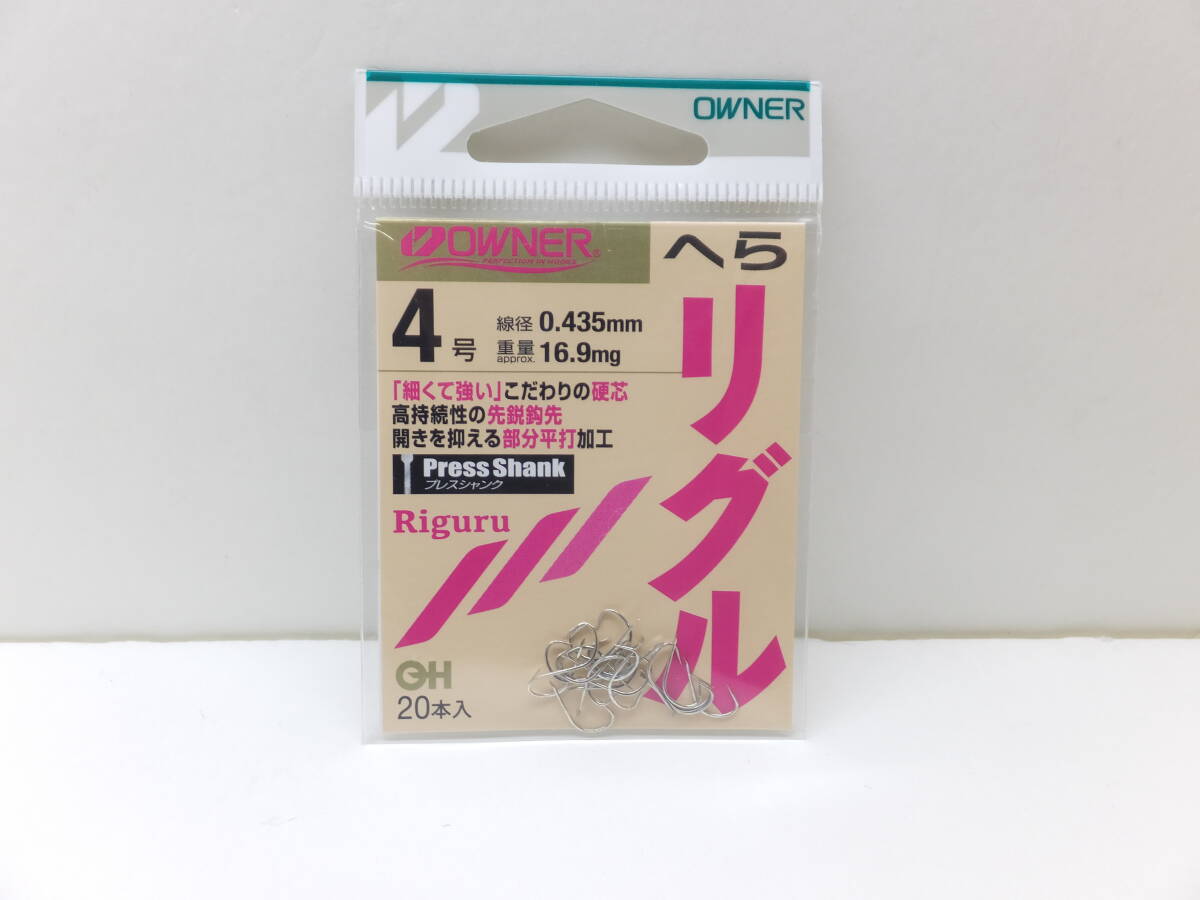 OWNER
OWNER®
PERFECTION IN HOOKS
へら
リグル
4号
線径 0.435mm
重量 approx. 16.9mg
「細くて強い」こだわりの硬芯
高持続性の先鋭鈎先
開きを抑える部分平打加工
Press Shank
プレスシャンク
Riguru
OH
20本入